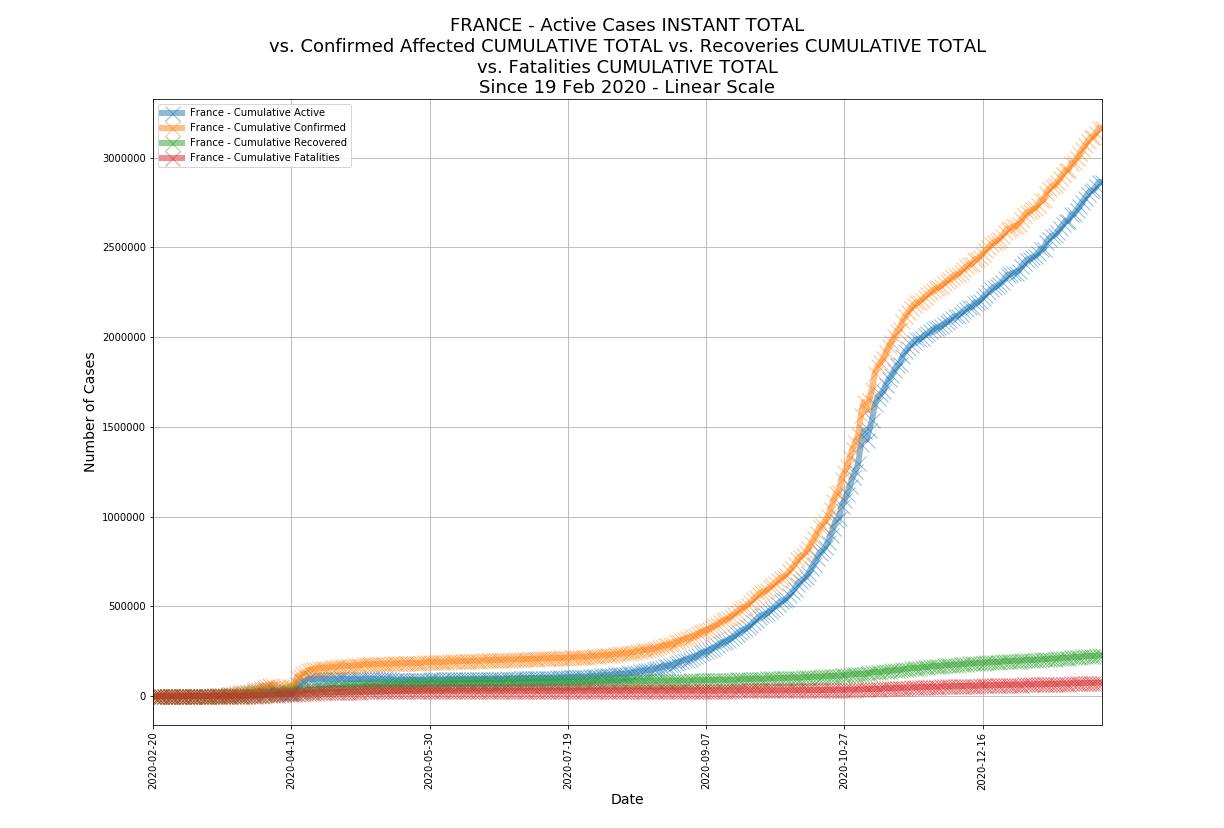 FRANCE - Active Cases INSTANT TOTAL
vs. Confirmed Affected CUMULATIVE TOTAL vs. Recoveries CUMULATIVE TOTAL
vs. Fatalities CUMULATIVE TOTAL
Since 19 Feb 2020 - Linear Scale
France - Cumulative Active
France - Cumulative Confirmed
France - Cumulative Recovered
France - Cumulative Fatalities
Number of Cases
3000000
2500000
2000000
1500000
1000000
500000
0
2020-02-20
2020-04-10
2020-05-30
2020-07-19
2020-09-07
2020-10-27
2020-12-16
Date